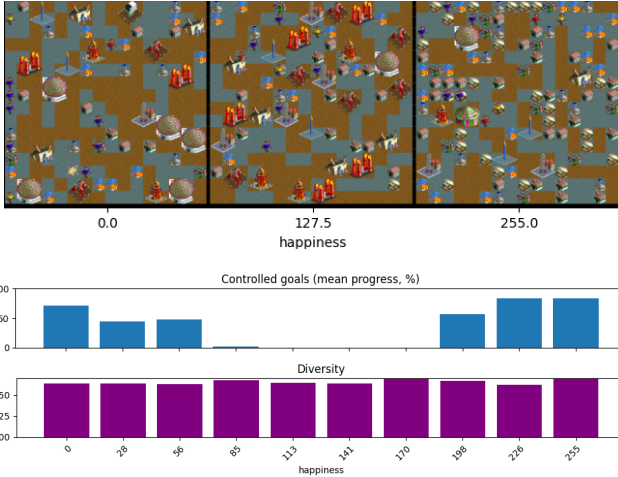 0.0 127.5 255.0
happiness
Controlled goals (mean progress, %)
50
0
Diversity
0 28 56 85 113 141 170 198 226 255
happiness